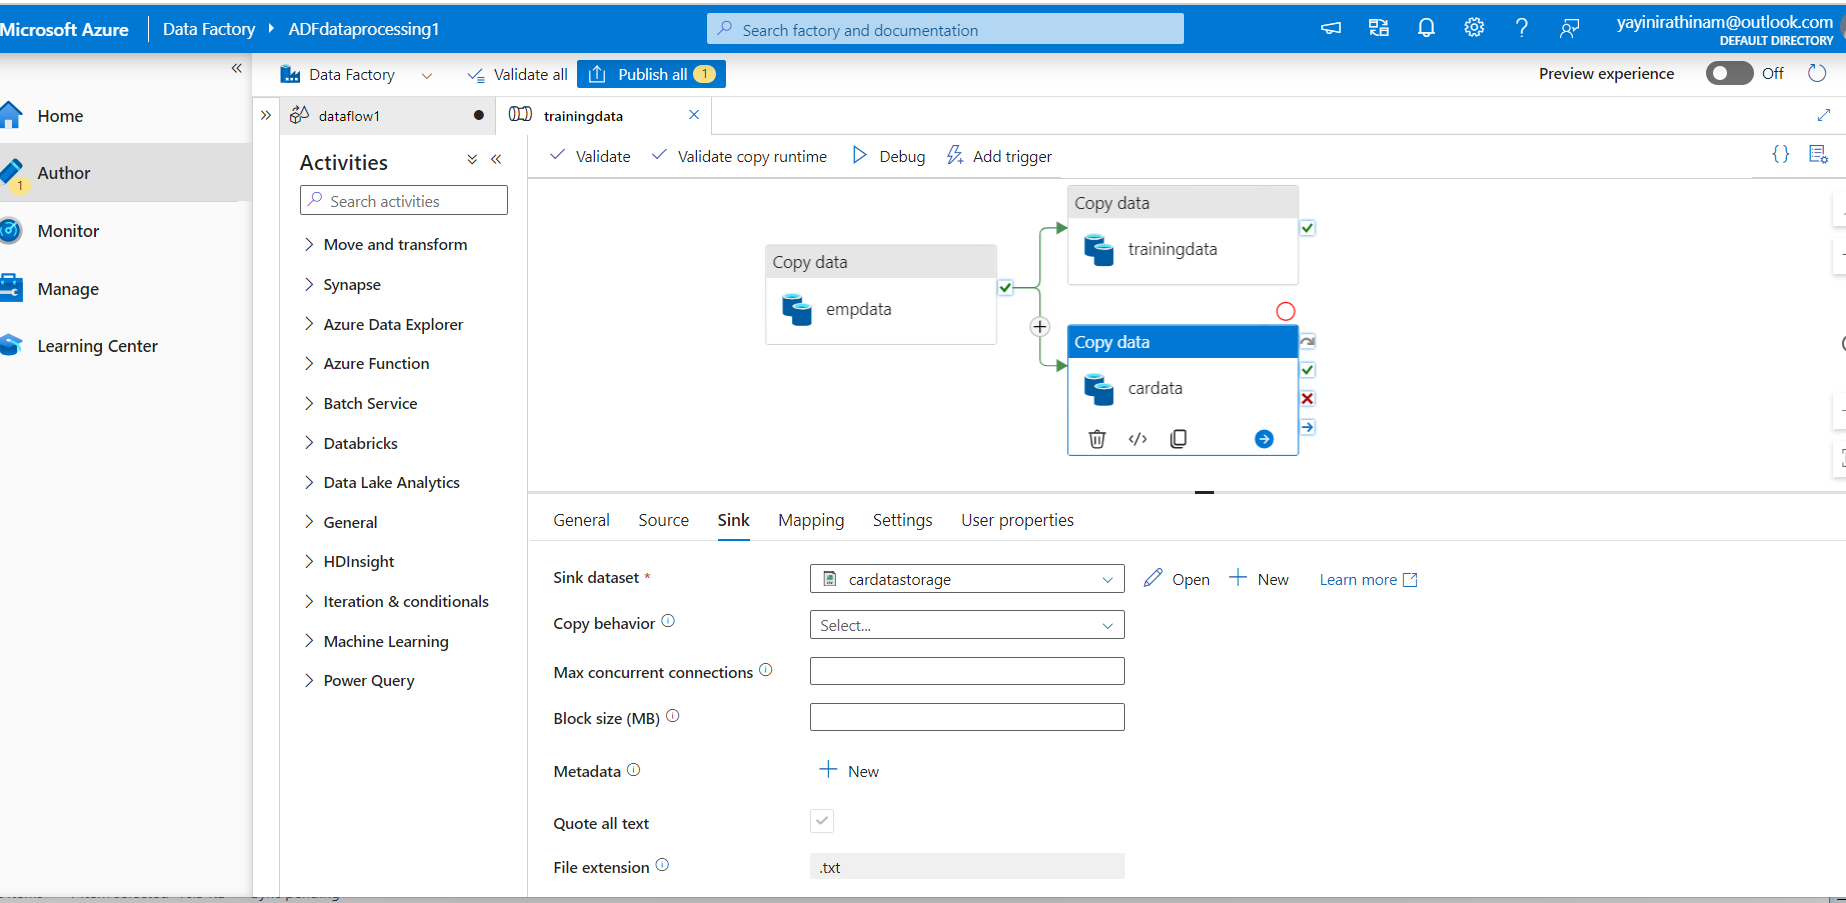 Microsoft Azure
Data Factory
ADFdataprocessing1
Search factory and documentation
yayinirathinam@outlook.com
DEFAULT DIRECTORY
Data Factory
Validate all
Publish all
1
Preview experience
Off
Home
Author
1
Monitor
Manage
Learning Center
dataflow1
trainingdata
Activities
Search activities
Move and transform
Synapse
Azure Data Explorer
Azure Function
Batch Service
Databricks
Data Lake Analytics
General
HDInsight
Iteration & conditionals
Machine Learning
Power Query
Validate
Validate copy runtime
Debug
Add trigger
{}
Copy data
empdata
Copy data
trainingdata
Copy data
cardata
General
Source
Sink
Mapping
Settings
User properties
Sink dataset *
cardatastorage
Open
New
Learn more
Copy behavior
Select...
Max concurrent connections
Block size (MB)
Metadata
New
Quote all text
File extension
.txt